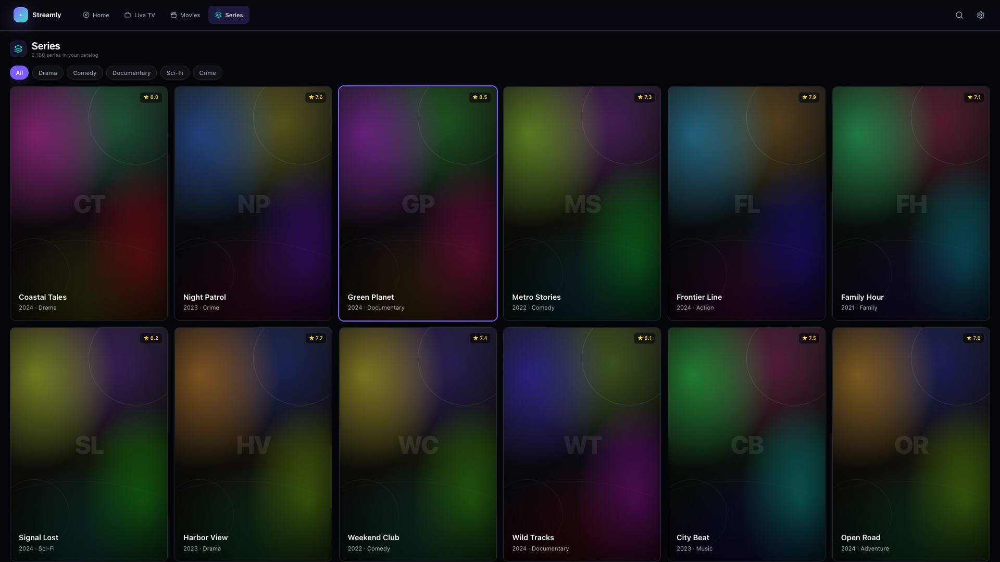 Streamly
Home
Live TV
Movies
Series
Series
2,180 series in your catalog
All
Drama
Comedy
Documentary
Sci-Fi
Crime
8.0
CT
Coastal Tales
2024 · Drama
7.6
NP
Night Patrol
2023 · Crime
8.5
GP
Green Planet
2024 · Documentary
7.3
MS
Metro Stories
2022 · Comedy
7.9
FL
Frontier Line
2024 · Action
7.1
FH
Family Hour
2021 · Family
8.2
SL
Signal Lost
2024 · Sci-Fi
7.7
HV
Harbor View
2023 · Drama
7.4
WC
Weekend Club
2022 · Comedy
8.1
WT
Wild Tracks
2024 · Documentary
7.5
CB
City Beat
2023 · Music
7.8
OR
Open Road
2024 · Adventure